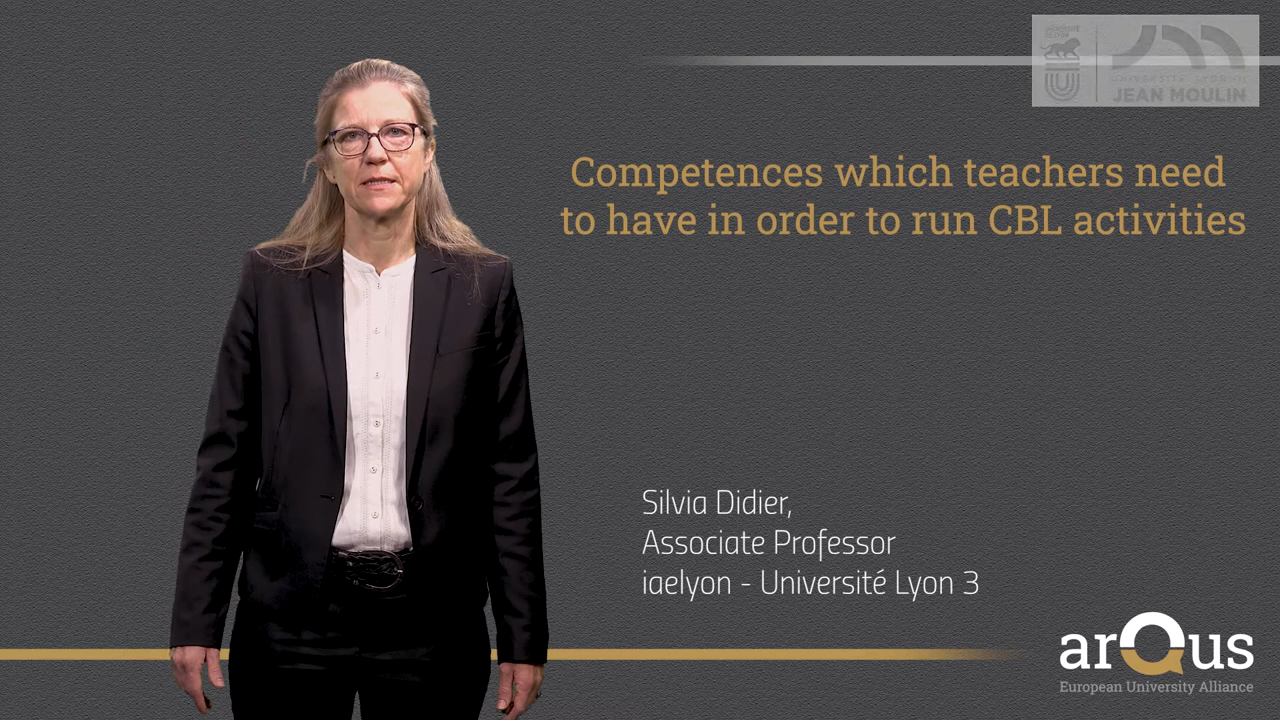 JEAN MOULIN
Competences which teachers need
to have in order to run CBL activities
Silvia Didier,
Associate Professor
iaelyon - Université Lyon 3
arQus
European University Alliance